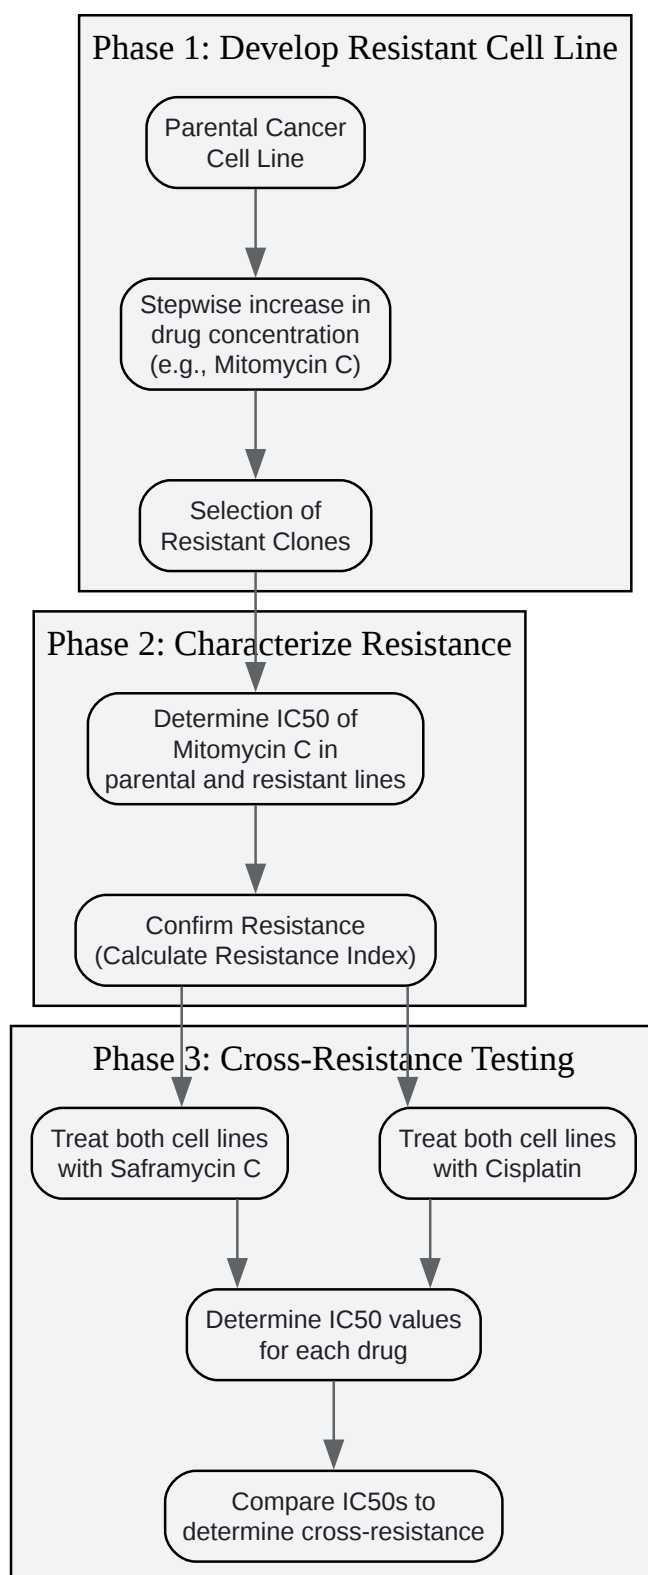 Phase 1: Develop Resistant Cell Line
Parental Cancer
Cell Line
Stepwise increase in
drug concentration
(e.g., Mitomycin C)
Selection of
Resistant Clones
Phase 2: Characterize Resistance
Determine IC50 of
Mitomycin C in
parental and resistant lines
Confirm Resistance
(Calculate Resistance Index)
Phase 3: Cross-Resistance Testing
Treat both cell lines
with Saframycin C
Treat both cell lines
with Cisplatin
Determine IC50 values
for each drug
Compare IC50s to
determine cross-resistance